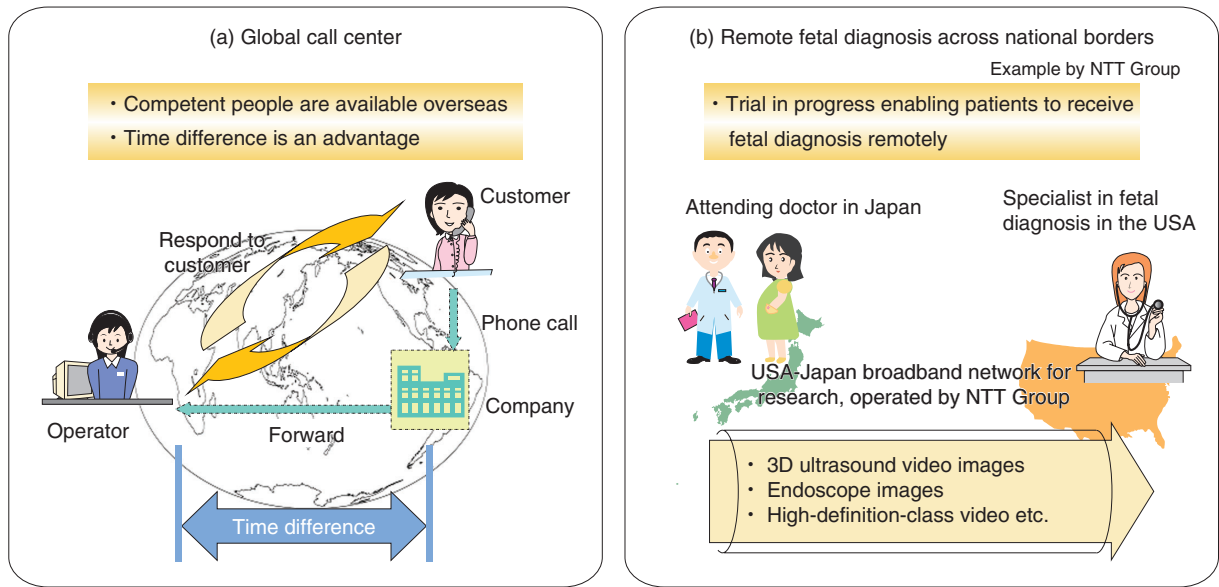 (a) Global call center
・Competent people are available overseas
・Time difference is an advantage
Customer
Respond to
customer
Phone call
Company
Operator
Forward
Time difference
(b) Remote fetal diagnosis across national borders
Example by NTT Group
・Trial in progress enabling patients to receive
fetal diagnosis remotely
Attending doctor in Japan
Specialist in fetal
diagnosis in the USA
USA-Japan broadband network for
research, operated by NTT Group
・3D ultrasound video images
・Endoscope images
・High-definition-class video etc.